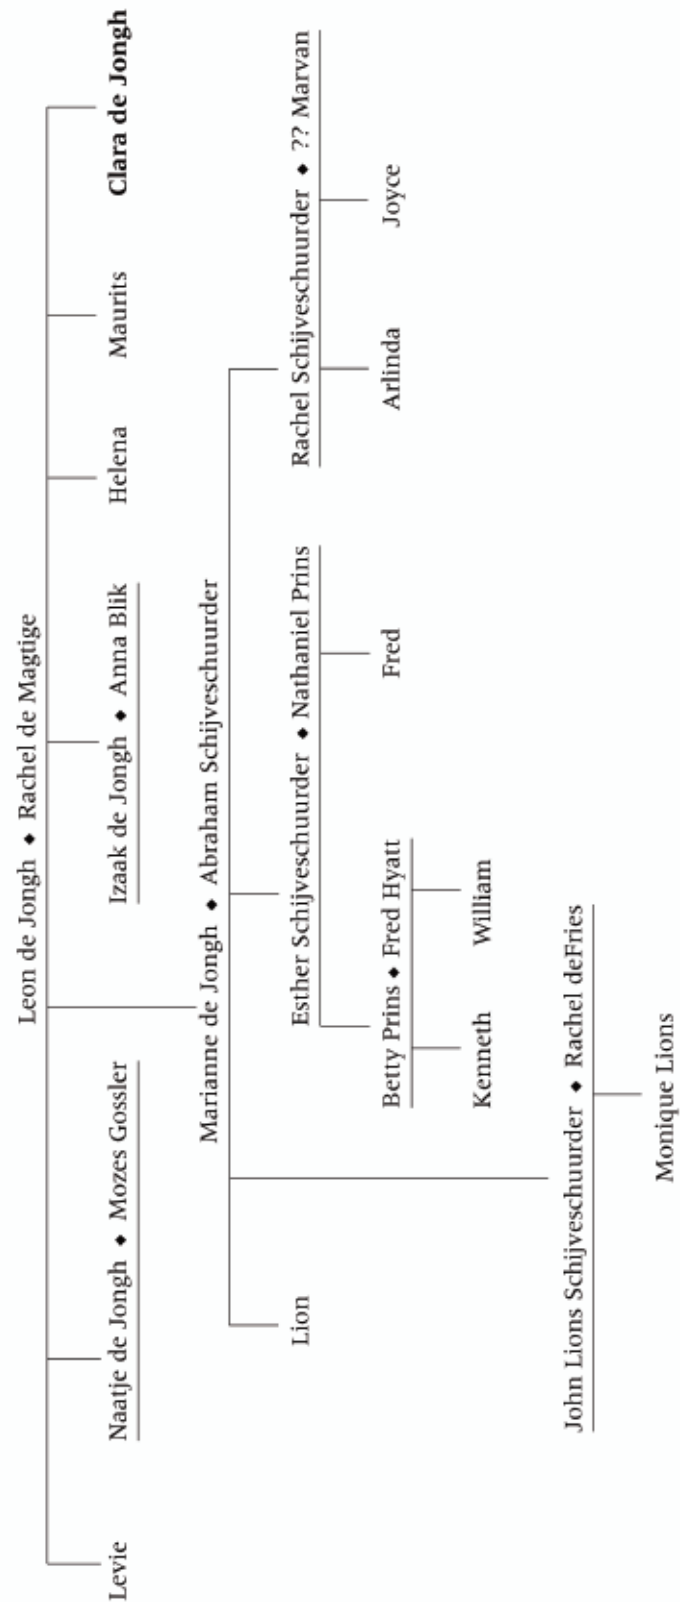 Leon de Jongh ◆ Rachel de Magtige
Levie
Naatje de Jongh ◆ Mozes Gossler
Izaak de Jongh ◆ Anna Blik
Helena
Maurits
Clara de Jongh
Marianne de Jongh ◆ Abraham Schijveschuurder
Lion
Esther Schijveschuurder ◆ Nathaniel Prins
Rachel Schijveschuurder ◆ ?? Marvan
Betty Prins ◆ Fred Hyatt
Fred
Arlinda
Joyce
Kenneth
William
John Lions Schijveschuurder ◆ Rachel deFries
Monique Lions